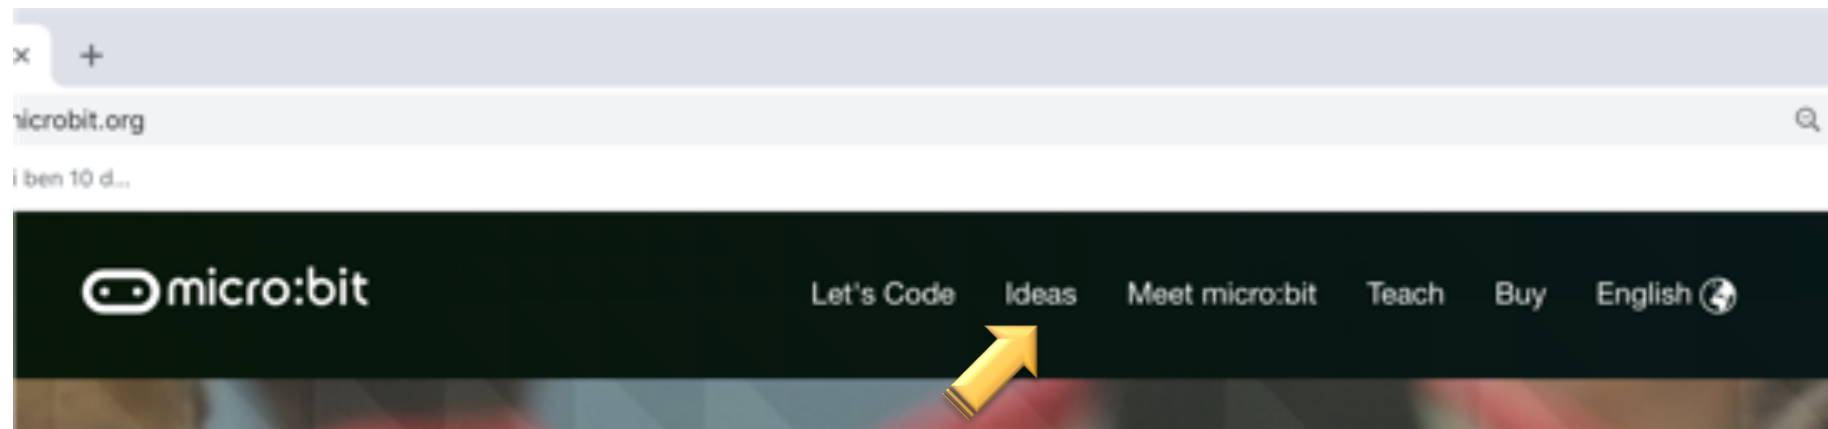 icrobit.org
i ben 10 d...
micro:bit
Let's Code Ideas Meet micro:bit Teach Buy English